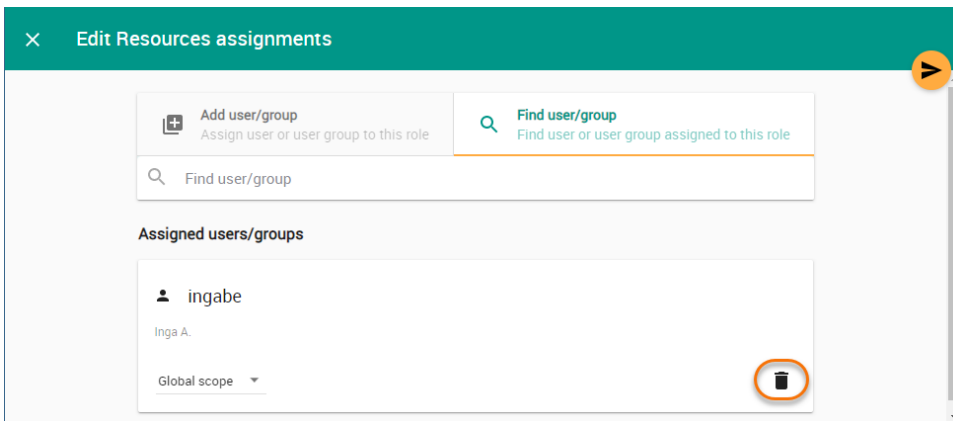 Edit Resources assignments
Add user/group
Assign user or user group to this role
Find user/group
Find user or user group assigned to this role
Find user/group
Assigned users/groups
ingabe
Inga A.
Global scope